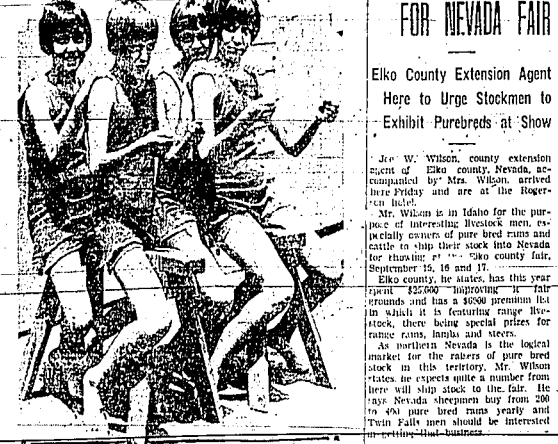 FOR NEVADA FAIR
Elko County Extension Agent
Here to Urge Stockmen to
Exhibit Purebreds at Show
Joe W. Wilson, county extension
agent of Elko county, Nevada, ac-
companied by Mrs. Wilson, arrived
here Friday and are at the Roger-
son hotel.
Mr. Wilson is in Idaho for the pur-
pose of interesting livestock men, es-
pecially owners of pure bred rams and
cattle to ship their stock into Nevada
for showing at the Elko county fair,
September 15, 16 and 17.
Elko county, he states, has this year
spent $25,000 improving it fair
grounds and has a $6900 premium list
in which it is featuring range live-
stock, there being special prizes for
range rams, lambs and steers.
As northern Nevada is the logical
market for the raisers of pure bred
stock in this territory, Mr. Wilson
states, he expects quite a number from
here will ship stock to the fair. He
says Nevada sheepmen buy from 200
to 400 pure bred rams yearly and
Twin Falls men should be interested
in getting that business.